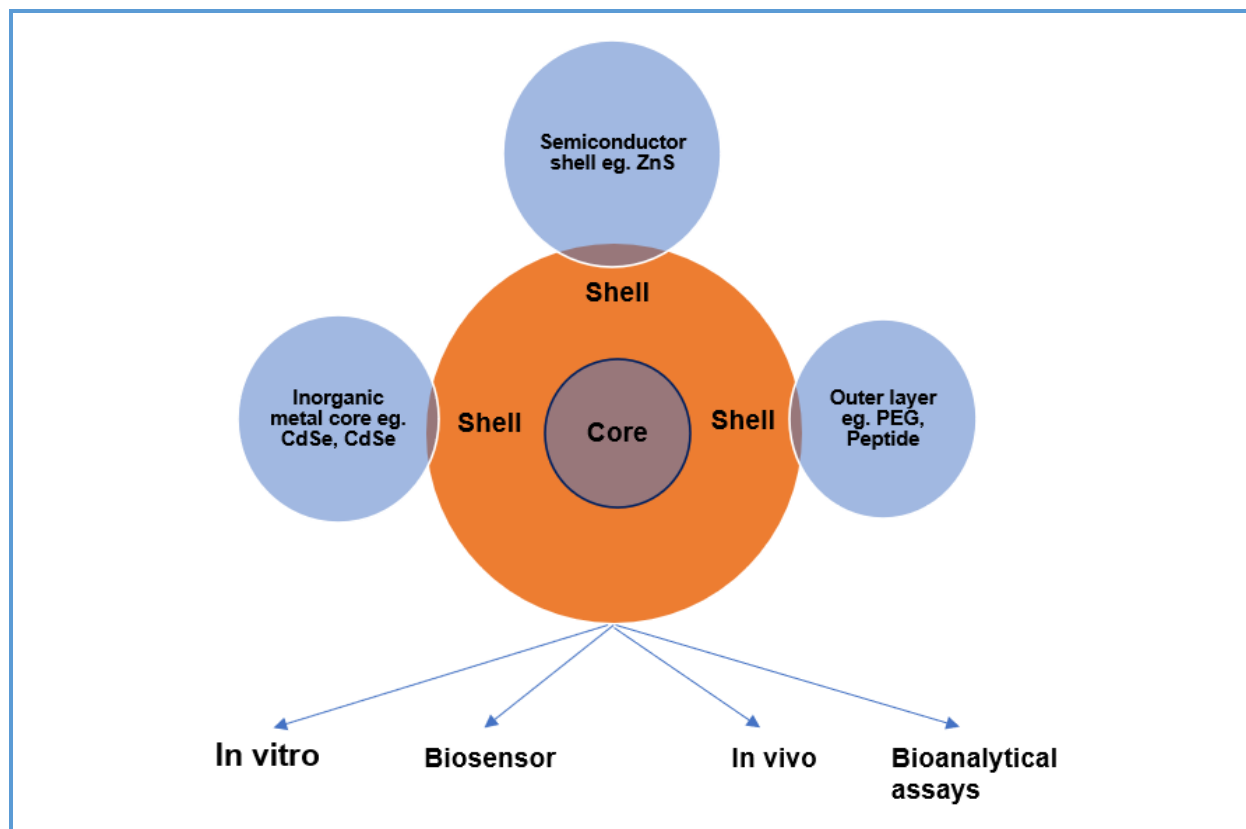 Semiconductor
shell eg. ZnS
Shell
Inorganic
metal core eg.
CdSe, CdSe
Shell
Core
Shell
Outer layer
eg. PEG,
Peptide
In vitro
Biosensor
In vivo
Bioanalytical
assays